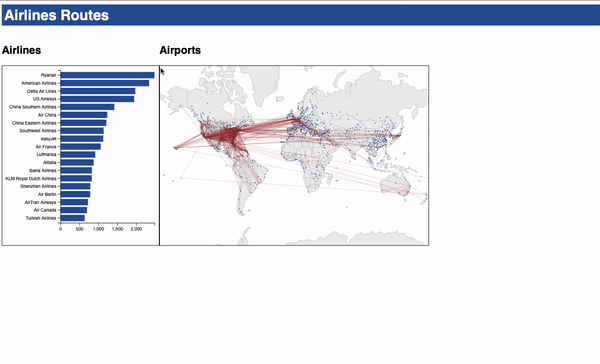 Airlines Routes
Airlines
Airports
Ryanair
American Airlines
Delta Air Lines
US Airways
China Southern Airlines
Air China
China Eastern Airlines
Southwest Airlines
easyJet
Air France
Lufthansa
Alitalia
Iberia Airlines
KLM Royal Dutch Airlines
Shenzhen Airlines
Air Berlin
AirTran Airways
Air Canada
Turkish Airlines
0 500 1,000 1,500 2,000